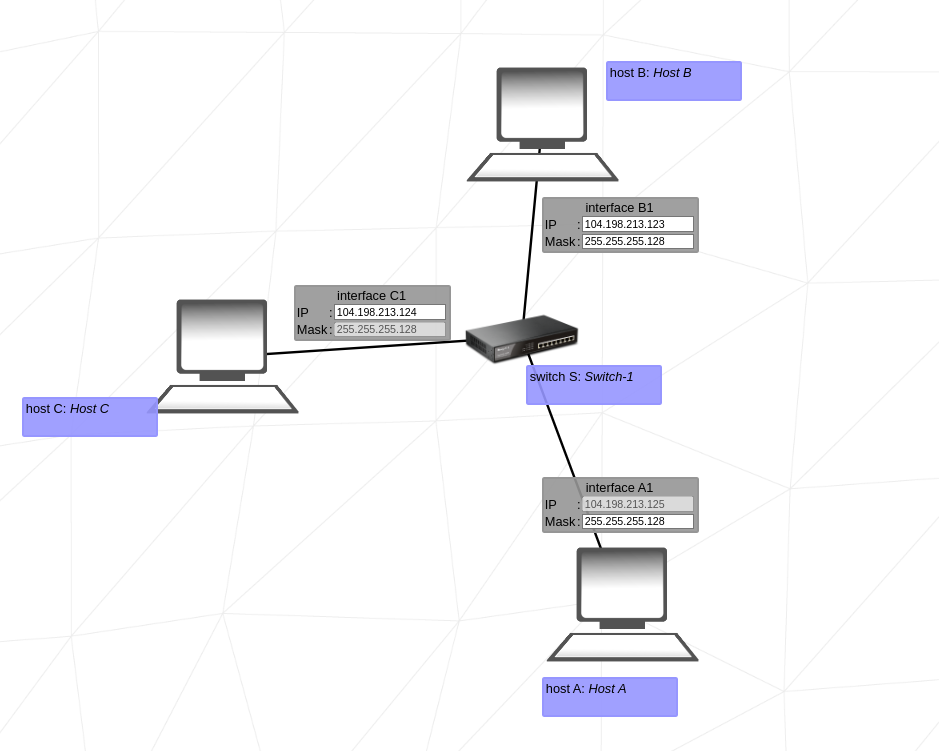 host B: Host B
interface B1
IP : 104.198.213.123
Mask : 255.255.255.128
interface C1
IP : 104.198.213.124
Mask : 255.255.255.128
switch S: Switch-1
host C: Host C
interface A1
IP : 104.198.213.125
Mask : 255.255.255.128
host A: Host A